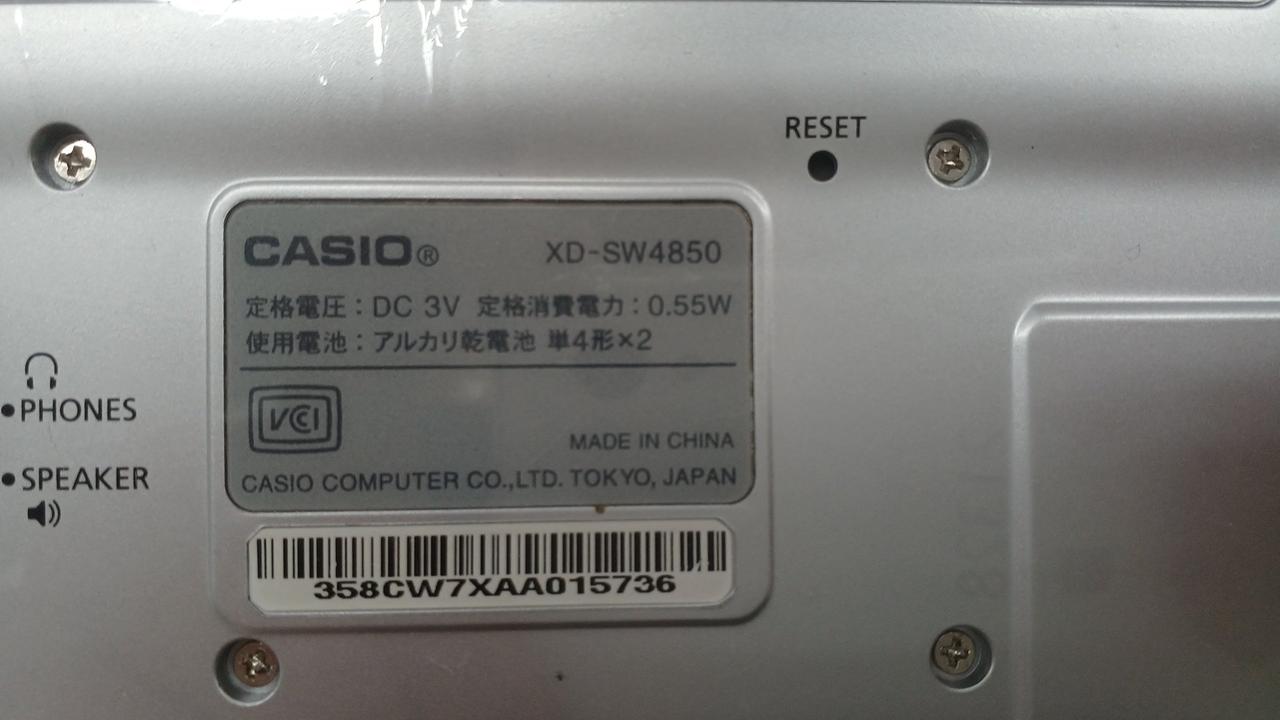 RESET
CASIO® XD-SW4850
定格電圧：DC 3V 定格消費電力：0.55W
使用電池：アルカリ乾電池 単4形×2
PHONES
VCCI
MADE IN CHINA
•SPEAKER
CASIO COMPUTER CO.,LTD. TOKYO, JAPAN
358CW7XAA015736